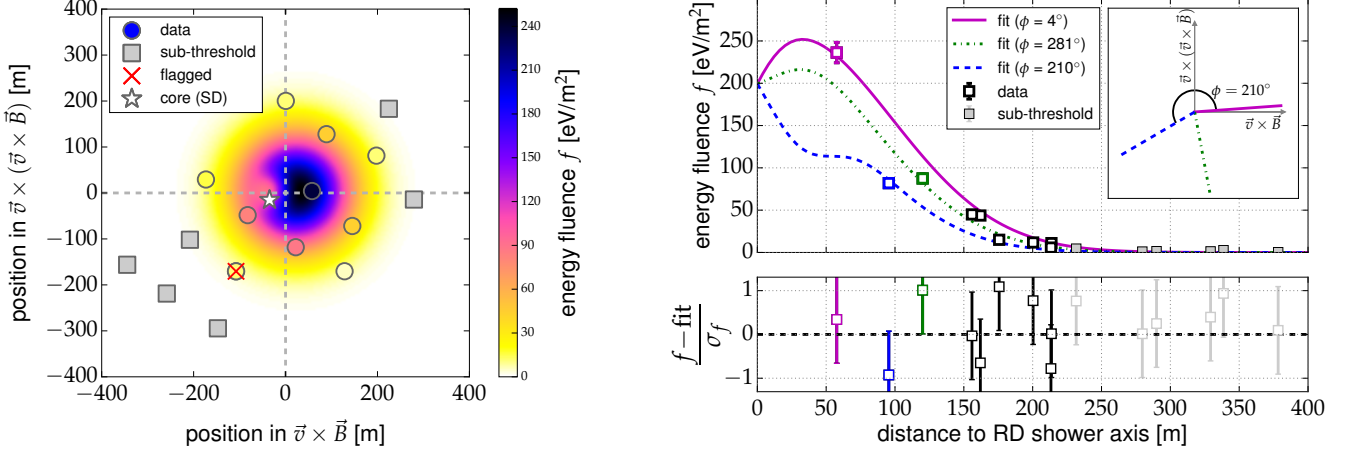 400
300
200
100
0
−100
−200
−300
−400
−400
−200
0
200
400
position in v⃗ × (v⃗ × B⃗) [m]
position in v⃗ × B⃗ [m]
data
sub-threshold
flagged
core (SD)
240
210
180
150
120
90
60
30
0
energy fluence f [eV/m²]
energy fluence f [eV/m²]
250
200
150
100
50
0
fit (ϕ = 4°)
fit (ϕ = 281°)
fit (ϕ = 210°)
data
sub-threshold
v⃗ × (v⃗ × B⃗)
ϕ = 210°
v⃗ × B⃗
f−fit
σf
1
0
−1
0
50
100
150
200
250
300
350
400
distance to RD shower axis [m]